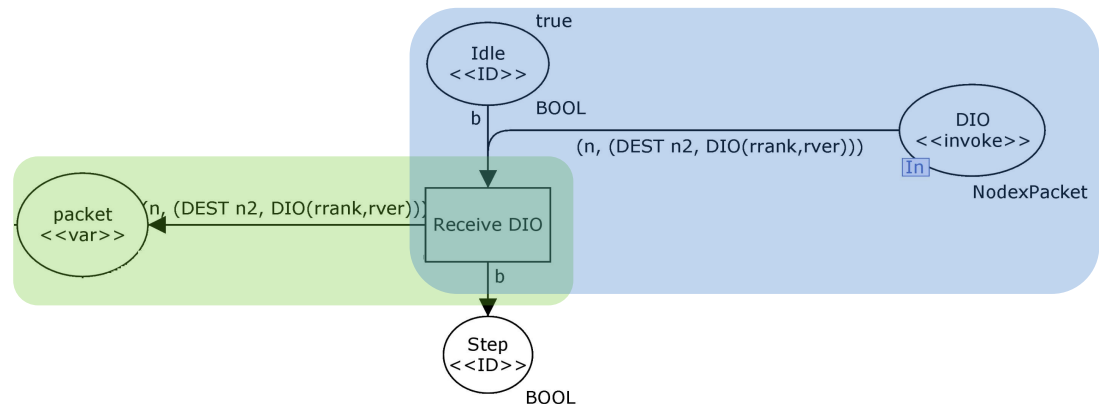 true
Idle
<<ID>>
BOOL
b
DIO
<<invoke>>
(n, (DEST n2, DIO(rrank,rver)))
In
NodexPacket
(n, (DEST n2, DIO(rrank,rver)))
packet
<<var>>
Receive DIO
b
Step
<<ID>>
BOOL